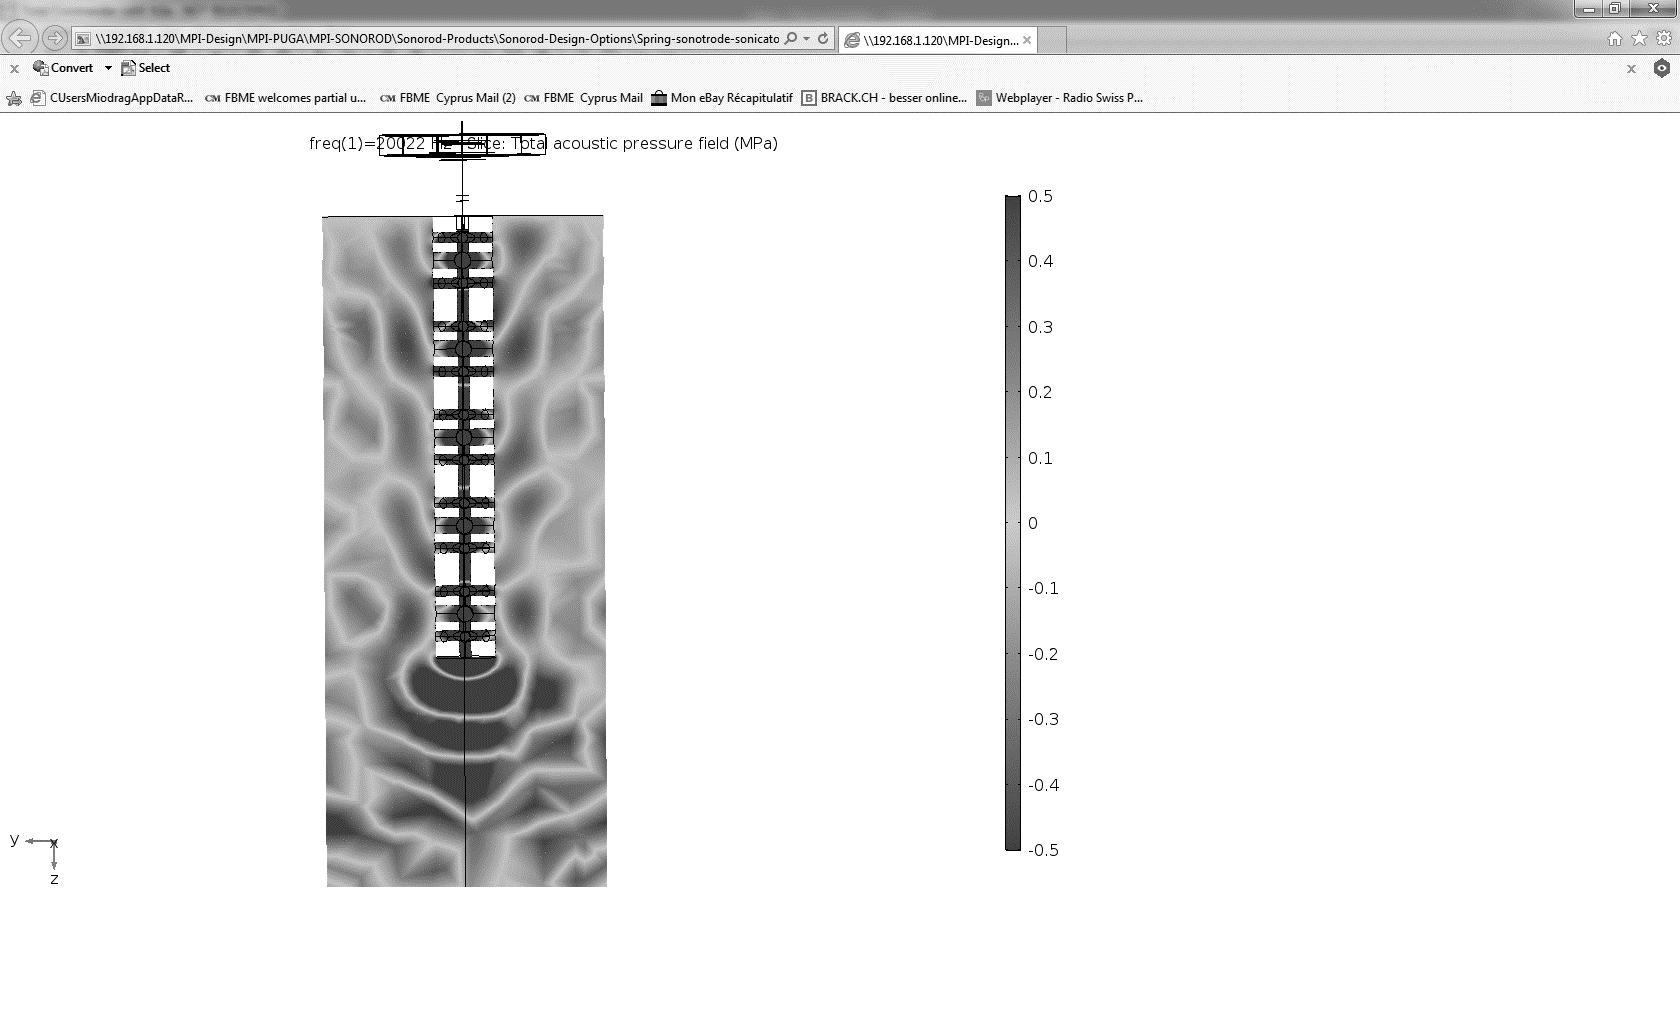 \\192.168.1.120\MPI-Design\MPI-PUGA\MPI-SONOROD\Sonorod-Products\Sonorod-Design-Options\Spring-sonotrode-sonicato
\\192.168.1.120\MPI-Design...
x Convert Select x
CUsersMiodragAppDataR... CM FBME welcomes partial u... CM FBME Cyprus Mail (2) CM FBME Cyprus Mail Mon eBay Récapitulatif B BRACK.CH - besser online... Webplayer - Radio Swiss P...
freq(1)=20022 Hz Slice: Total acoustic pressure field (MPa)
0.5
0.4
0.3
0.2
0.1
0
-0.1
-0.2
-0.3
-0.4
-0.5
y x
z